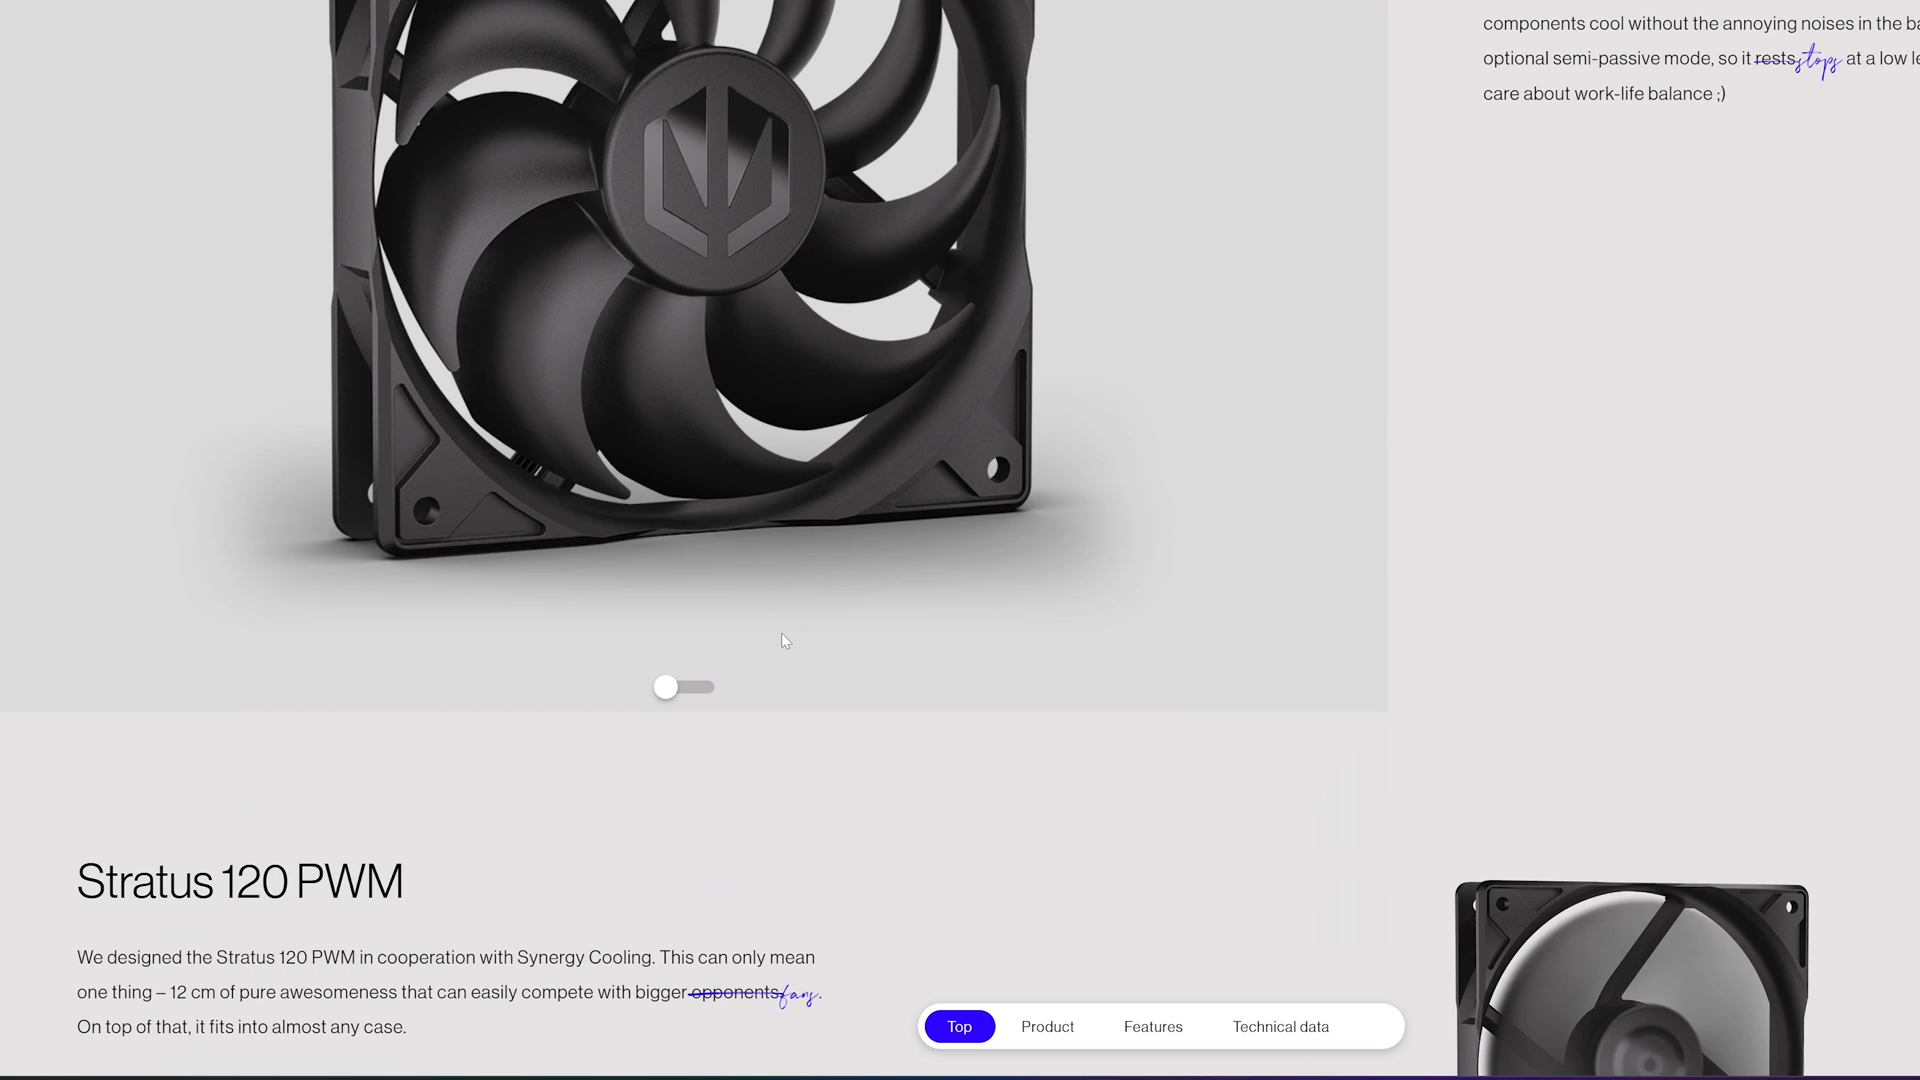 components cool without the annoying noises in the
optional semi-passive mode, so it rests stops at a low
care about work-life balance ;)
Stratus 120 PWM
We designed the Stratus 120 PWM in cooperation with Synergy Cooling. This can only mean
one thing – 12 cm of pure awesomeness that can easily compete with bigger opponents fans.
On top of that, it fits into almost any case.
Top Product Features Technical data